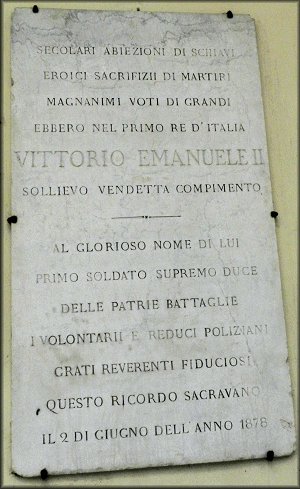 SECOLARI ABIEZIONI DI SCHIAVI
EROICI SACRIFIZII DI MARTIRI
MAGNANIMI VOTI DI GRANDI
EBBERO NEL PRIMO RE D'ITALIA
VITTORIO EMANUELE II
SOLLIEVO VENDETTA COMPIMENTO
AL GLORIOSO NOME DI LUI
PRIMO SOLDATO SUPREMO DUCE
DELLE PATRIE BATTAGLIE
I VOLONTARII E REDUCI POLIZIANI
GRATI REVERENTI FIDUCIOSI
QUESTO RICORDO SACRAVANO
IL 2 DI GIUGNO DELL'ANNO 1878